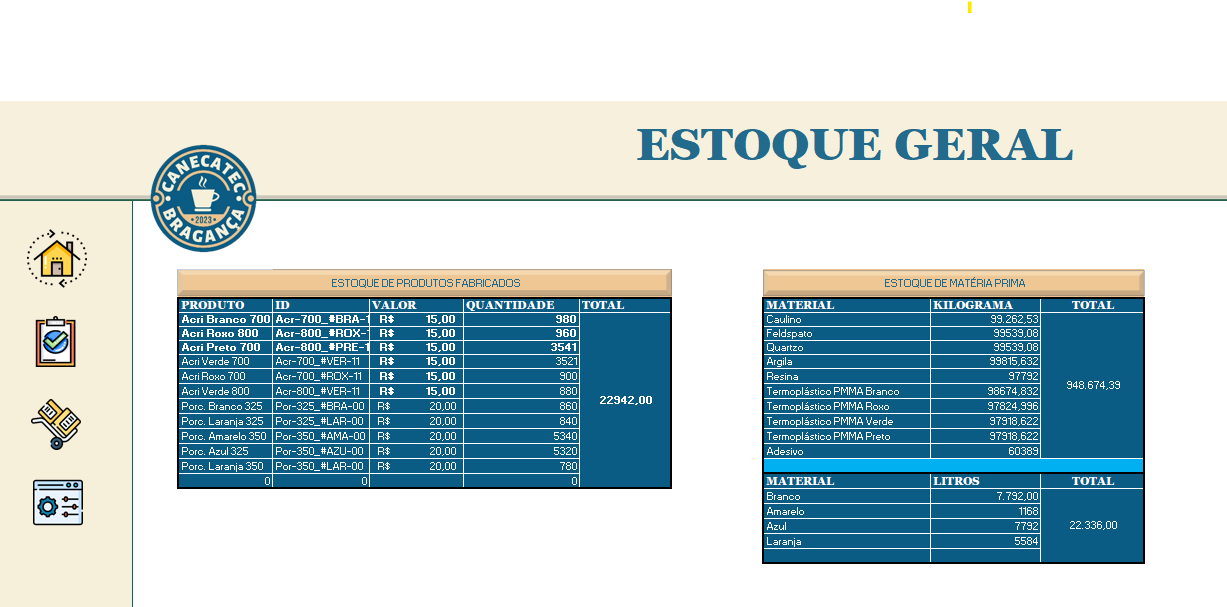 ESTOQUE GERAL
CANECATEC
2023
BRAGANÇA
ESTOQUE DE PRODUTOS FABRICADOS
PRODUTO ID VALOR QUANTIDADE TOTAL
Acri Branco 700 Acr-700_#BRA-1 R$ 15,00 980
Acri Roxo 800 Acr-800_#ROX-1 R$ 15,00 960
Acri Preto 700 Acr-800_#PRE-1 R$ 15,00 3541
Acri Verde 700 Acr-700_#VER-11 R$ 15,00 3521
Acri Roxo 700 Acr-700_#ROX-11 R$ 15,00 900
Acri Verde 800 Acr-800_#VER-11 R$ 15,00 880
22942,00
Porc. Branco 325 Por-325_#BRA-00 R$ 20,00 860
Porc. Laranja 325 Por-325_#LAR-00 R$ 20,00 840
Porc. Amarelo 350 Por-350_#AMA-00 R$ 20,00 5340
Porc. Azul 325 Por-350_#AZU-00 R$ 20,00 5320
Porc. Laranja 350 Por-350_#LAR-00 R$ 20,00 780
0 0 0
ESTOQUE DE MATÉRIA PRIMA
MATERIAL KILOGRAMA TOTAL
Caulino 99.262,53
Feldspato 99539,08
Quartzo 99539,08
Argila 99815,632
Resina 97792
948.674,39
Termoplástico PMMA Branco 98674,832
Termoplástico PMMA Roxo 97824,996
Termoplástico PMMA Verde 97918,622
Termoplástico PMMA Preto 97918,622
Adesivo 60389
MATERIAL LITROS TOTAL
Branco 7.792,00
Amarelo 1168
Azul 7792 22.336,00
Laranja 5584